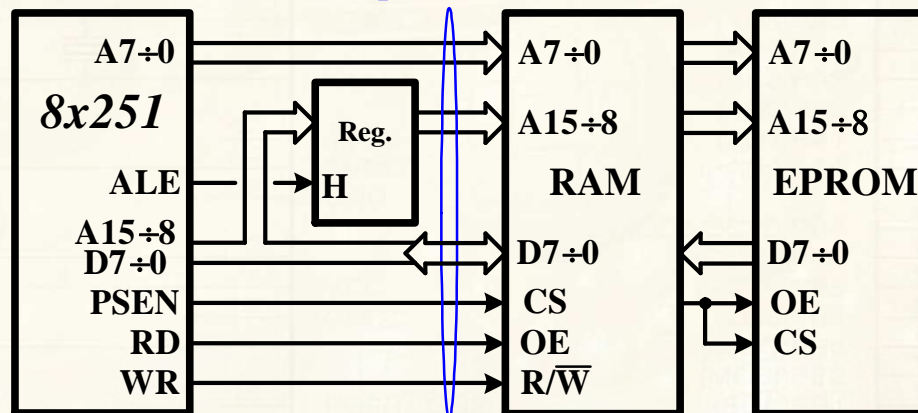 A7÷0
8x251
ALE
A15÷8
D7÷0
PSEN
RD
WR
Reg.
H
A7÷0
A15÷8
RAM
D7÷0
CS
OE
R/W̅
A7÷0
A15÷8
EPROM
D7÷0
OE
CS